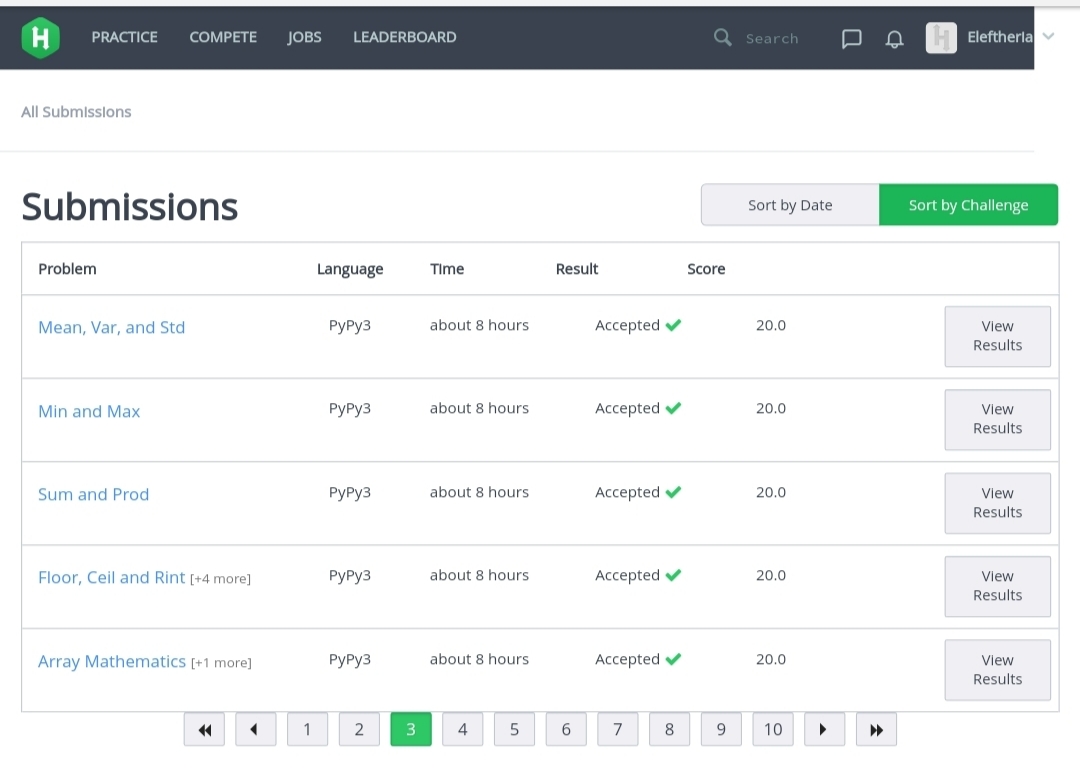 PRACTICE COMPETE JOBS LEADERBOARD Search Eleftheria
All Submissions
Submissions
Sort by Date Sort by Challenge
Problem Language Time Result Score
Mean, Var, and Std PyPy3 about 8 hours Accepted 20.0 View Results
Min and Max PyPy3 about 8 hours Accepted 20.0 View Results
Sum and Prod PyPy3 about 8 hours Accepted 20.0 View Results
Floor, Ceil and Rint [+4 more] PyPy3 about 8 hours Accepted 20.0 View Results
Array Mathematics [+1 more] PyPy3 about 8 hours Accepted 20.0 View Results
1 2 3 4 5 6 7 8 9 10